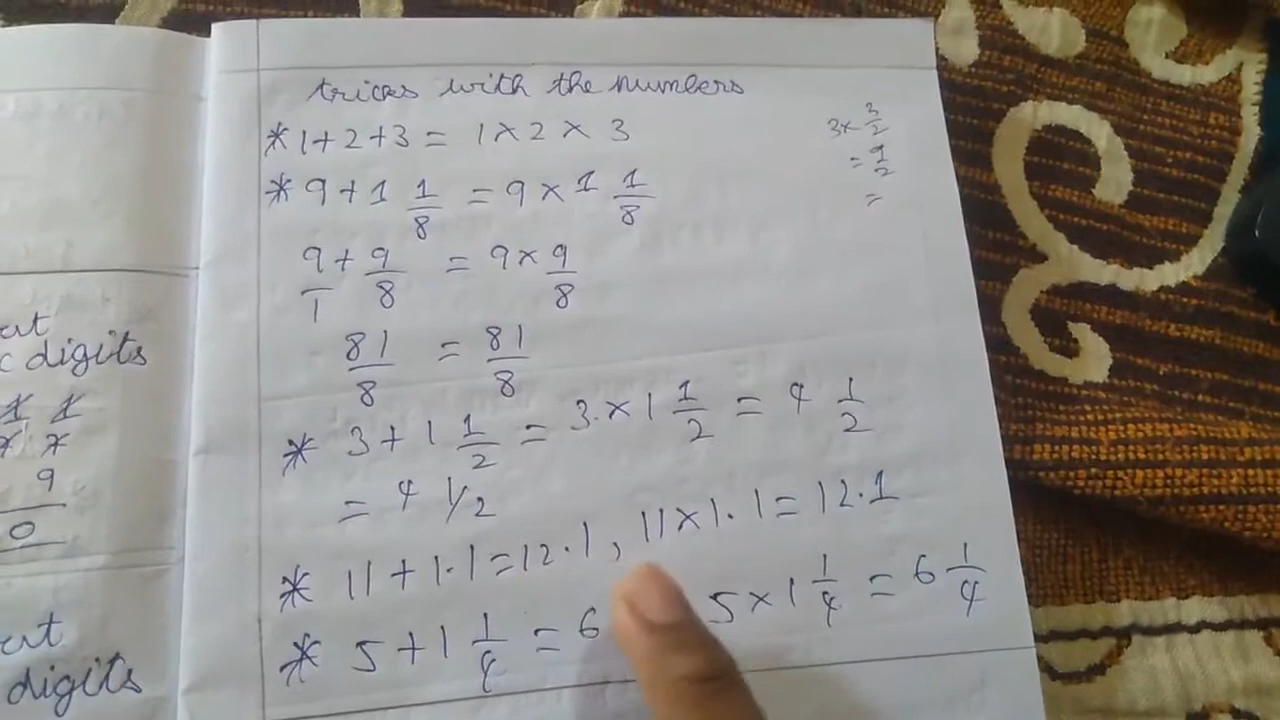 tricks with the numbers
* 1 + 2 + 3 = 1 × 2 × 3
* 9 + 1 1/8 = 9 × 1 1/8
9/1 + 9/8 = 9 × 9/8
81/8 = 81/8
* 3 + 1 1/2 = 3 × 1 1/2 = 4 1/2
= 4 1/2
* 11 + 1.1 = 12.1, 11 × 1.1 = 12.1
* 5 + 1 1/4 = 6 5 × 1 1/4 = 6 1/4
3 × 3/2
= 9/2
=
digits
1 1
9
0
digits